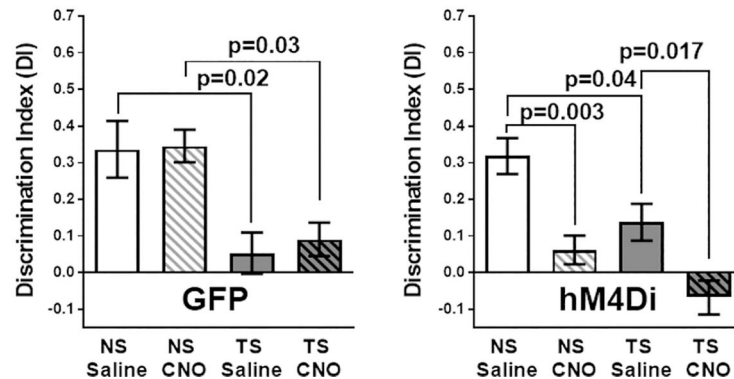 0.7
0.6
0.5
0.4
0.3
0.2
0.1
0.0
-0.1
Discrimination Index (DI)
p=0.03
p=0.02
GFP
NS Saline
NS CNO
TS Saline
TS CNO
0.7
0.6
0.5
0.4
0.3
0.2
0.1
0.0
-0.1
Discrimination Index (DI)
p=0.017
p=0.04
p=0.003
hM4Di
NS Saline
NS CNO
TS Saline
TS CNO